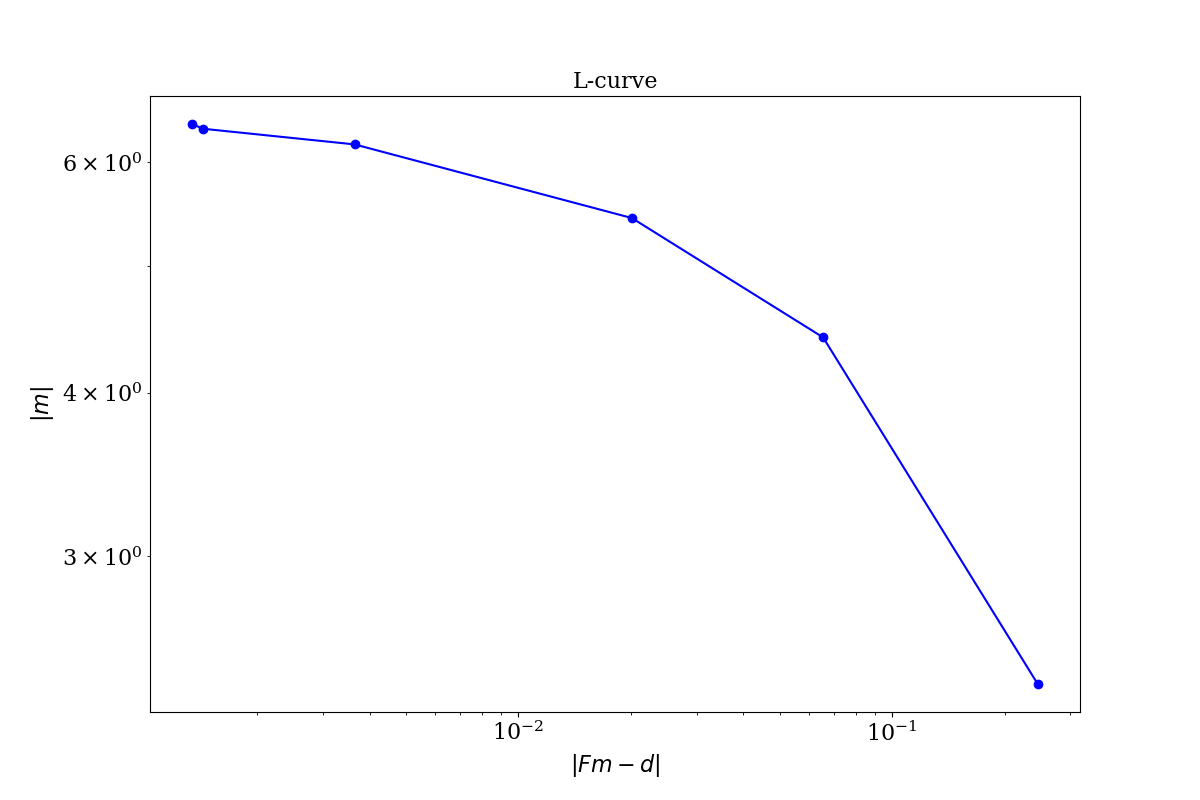 L-curve
6 × 10⁰
4 × 10⁰
3 × 10⁰
|m|
10⁻² 10⁻¹
|Fm − d|